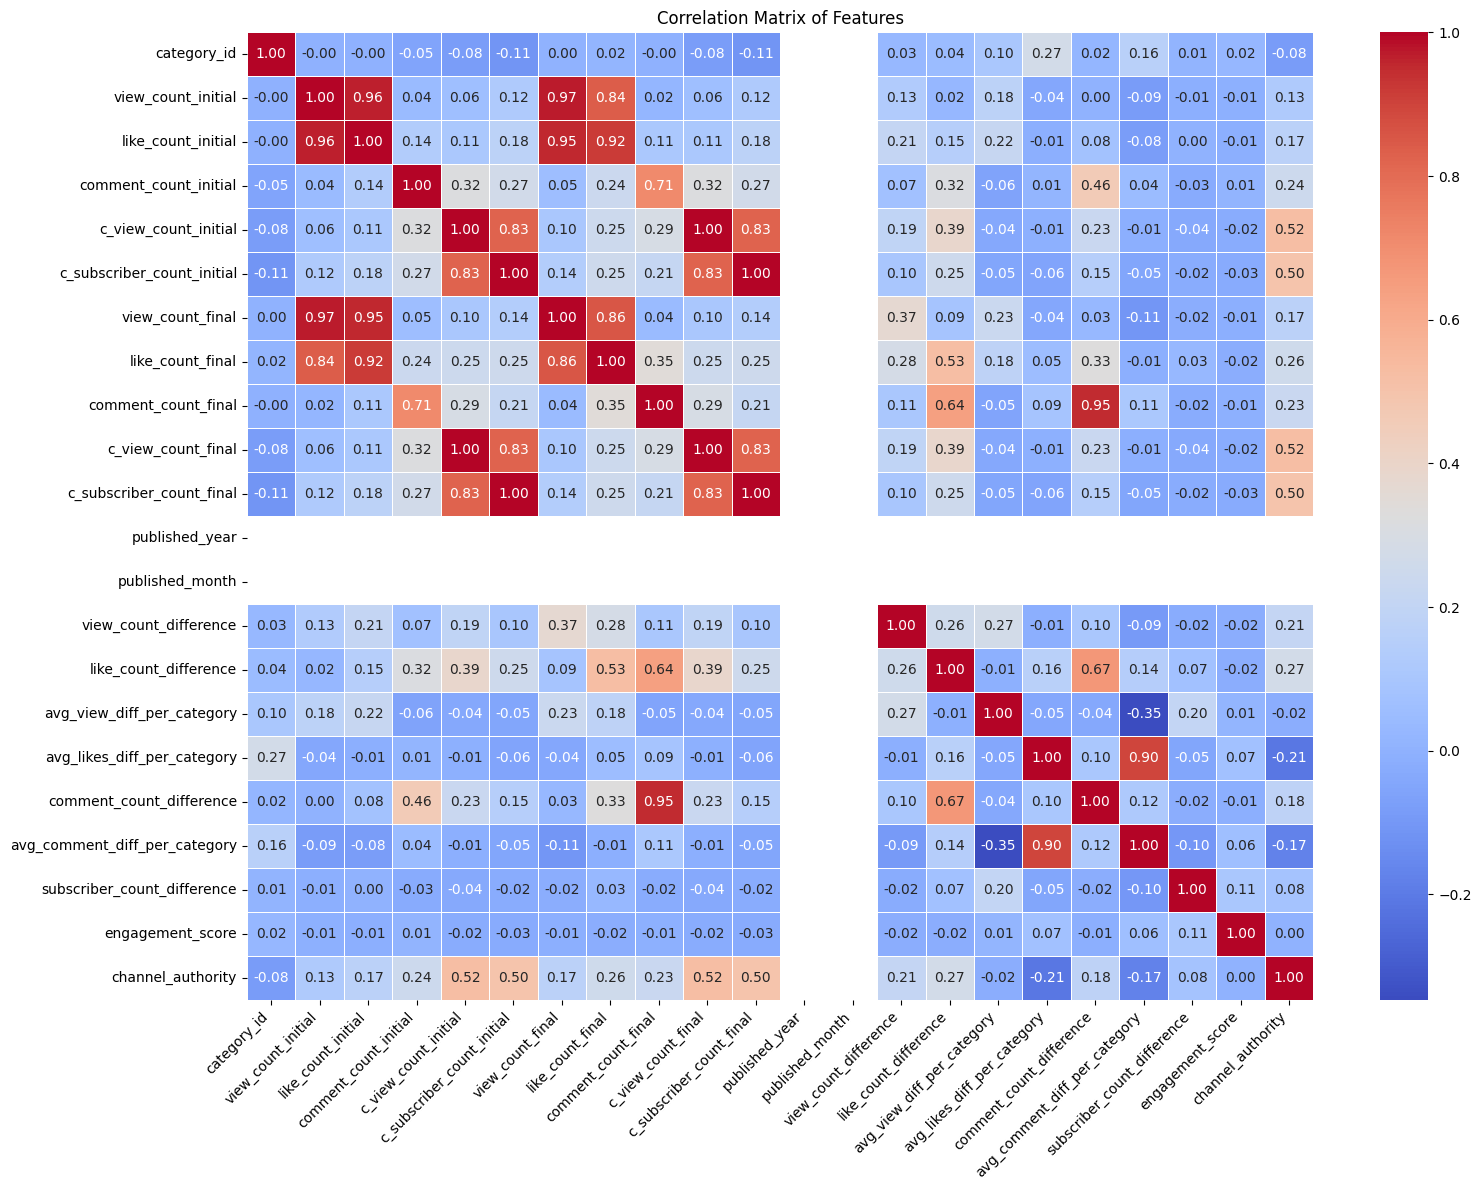 Correlation Matrix of Features
category_id 1.00 -0.00 -0.00 -0.05 -0.08 -0.11 0.00 0.02 -0.00 -0.08 -0.11 0.03 0.04 0.10 0.27 0.02 0.16 0.01 0.02 -0.08
view_count_initial -0.00 1.00 0.96 0.04 0.06 0.12 0.97 0.84 0.02 0.06 0.12 0.13 0.02 0.18 -0.04 0.00 -0.09 -0.01 -0.01 0.13
like_count_initial -0.00 0.96 1.00 0.14 0.11 0.18 0.95 0.92 0.11 0.11 0.18 0.21 0.15 0.22 -0.01 0.08 -0.08 0.00 -0.01 0.17
comment_count_initial -0.05 0.04 0.14 1.00 0.32 0.27 0.05 0.24 0.71 0.32 0.27 0.07 0.32 -0.06 0.01 0.46 0.04 -0.03 0.01 0.24
c_view_count_initial -0.08 0.06 0.11 0.32 1.00 0.83 0.10 0.25 0.29 1.00 0.83 0.19 0.39 -0.04 -0.01 0.23 -0.01 -0.04 -0.02 0.52
c_subscriber_count_initial -0.11 0.12 0.18 0.27 0.83 1.00 0.14 0.25 0.21 0.83 1.00 0.10 0.25 -0.05 -0.06 0.15 -0.05 -0.02 -0.03 0.50
view_count_final 0.00 0.97 0.95 0.05 0.10 0.14 1.00 0.86 0.04 0.10 0.14 0.37 0.09 0.23 -0.04 0.03 -0.11 -0.02 -0.01 0.17
like_count_final 0.02 0.84 0.92 0.24 0.25 0.25 0.86 1.00 0.35 0.25 0.25 0.28 0.53 0.18 0.05 0.33 -0.01 0.03 -0.02 0.26
comment_count_final -0.00 0.02 0.11 0.71 0.29 0.21 0.04 0.35 1.00 0.29 0.21 0.11 0.64 -0.05 0.09 0.95 0.11 -0.02 -0.01 0.23
c_view_count_final -0.08 0.06 0.11 0.32 1.00 0.83 0.10 0.25 0.29 1.00 0.83 0.19 0.39 -0.04 -0.01 0.23 -0.01 -0.04 -0.02 0.52
c_subscriber_count_final -0.11 0.12 0.18 0.27 0.83 1.00 0.14 0.25 0.21 0.83 1.00 0.10 0.25 -0.05 -0.06 0.15 -0.05 -0.02 -0.03 0.50
published_year
published_month
view_count_difference 0.03 0.13 0.21 0.07 0.19 0.10 0.37 0.28 0.11 0.19 0.10 1.00 0.26 0.27 -0.01 0.10 -0.09 -0.02 -0.02 0.21
like_count_difference 0.04 0.02 0.15 0.32 0.39 0.25 0.09 0.53 0.64 0.39 0.25 0.26 1.00 -0.01 0.16 0.67 0.14 0.07 -0.02 0.27
avg_view_diff_per_category 0.10 0.18 0.22 -0.06 -0.04 -0.05 0.23 0.18 -0.05 -0.04 -0.05 0.27 -0.01 1.00 -0.05 -0.04 -0.35 0.20 0.01 -0.02
avg_likes_diff_per_category 0.27 -0.04 -0.01 0.01 -0.01 -0.06 -0.04 0.05 0.09 -0.01 -0.06 -0.01 0.16 -0.05 1.00 0.10 0.90 -0.05 0.07 -0.21
comment_count_difference 0.02 0.00 0.08 0.46 0.23 0.15 0.03 0.33 0.95 0.23 0.15 0.10 0.67 -0.04 0.10 1.00 0.12 -0.02 -0.01 0.18
avg_comment_diff_per_category 0.16 -0.09 -0.08 0.04 -0.01 -0.05 -0.11 -0.01 0.11 -0.01 -0.05 -0.09 0.14 -0.35 0.90 0.12 1.00 -0.10 0.06 -0.17
subscriber_count_difference 0.01 -0.01 0.00 -0.03 -0.04 -0.02 -0.02 0.03 -0.02 -0.04 -0.02 -0.02 0.07 0.20 -0.05 -0.02 -0.10 1.00 0.11 0.08
engagement_score 0.02 -0.01 -0.01 0.01 -0.02 -0.03 -0.01 -0.02 -0.01 -0.02 -0.03 -0.02 -0.02 0.01 0.07 -0.01 0.06 0.11 1.00 0.00
channel_authority -0.08 0.13 0.17 0.24 0.52 0.50 0.17 0.26 0.23 0.52 0.50 0.21 0.27 -0.02 -0.21 0.18 -0.17 0.08 0.00 1.00
category_id
view_count_initial
like_count_initial
comment_count_initial
c_view_count_initial
c_subscriber_count_initial
view_count_final
like_count_final
comment_count_final
c_view_count_final
c_subscriber_count_final
published_year
published_month
view_count_difference
like_count_difference
avg_view_diff_per_category
avg_likes_diff_per_category
comment_count_difference
avg_comment_diff_per_category
subscriber_count_difference
engagement_score
channel_authority
1.0
0.8
0.6
0.4
0.2
0.0
−0.2